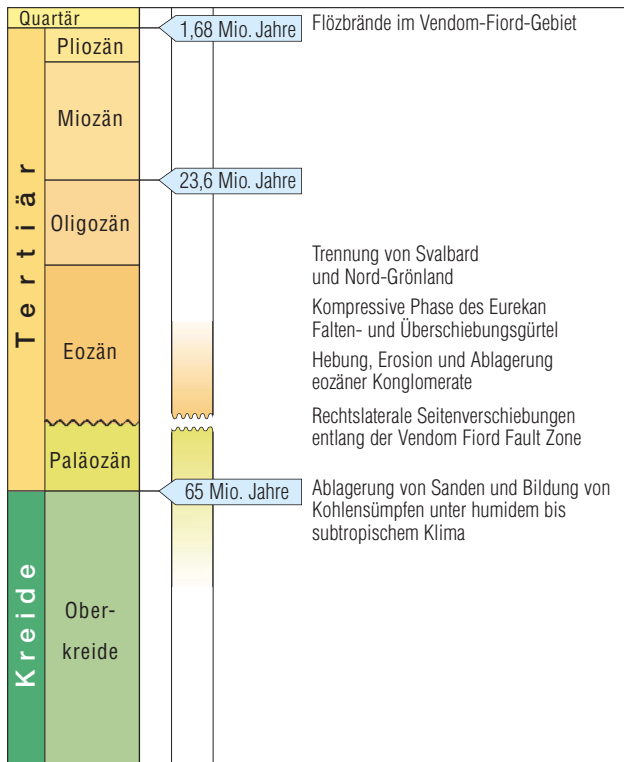 Quartär
1,68 Mio. Jahre
Flözbrände im Vendom-Fiord-Gebiet
Pliozän
Miozän
Tertiär
23,6 Mio. Jahre
Oligozän
Trennung von Svalbard
und Nord-Grönland
Kompressive Phase des Eurekan
Falten- und Überschiebungsgürtel
Eozän
Hebung, Erosion und Ablagerung
eozäner Konglomerate
Rechtslaterale Seitenverschiebungen
entlang der Vendom Fiord Fault Zone
Paläozän
65 Mio. Jahre
Ablagerung von Sanden und Bildung von
Kohlensümpfen unter humidem bis
subtropischem Klima
Kreide
Ober-
kreide